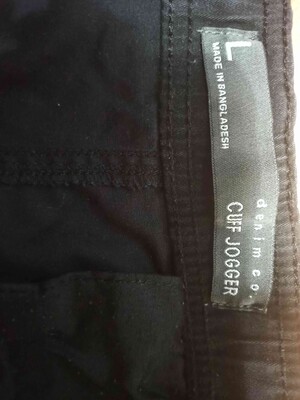 L
MADE IN BANGLADESH
denim co.
CUFF JOGGER